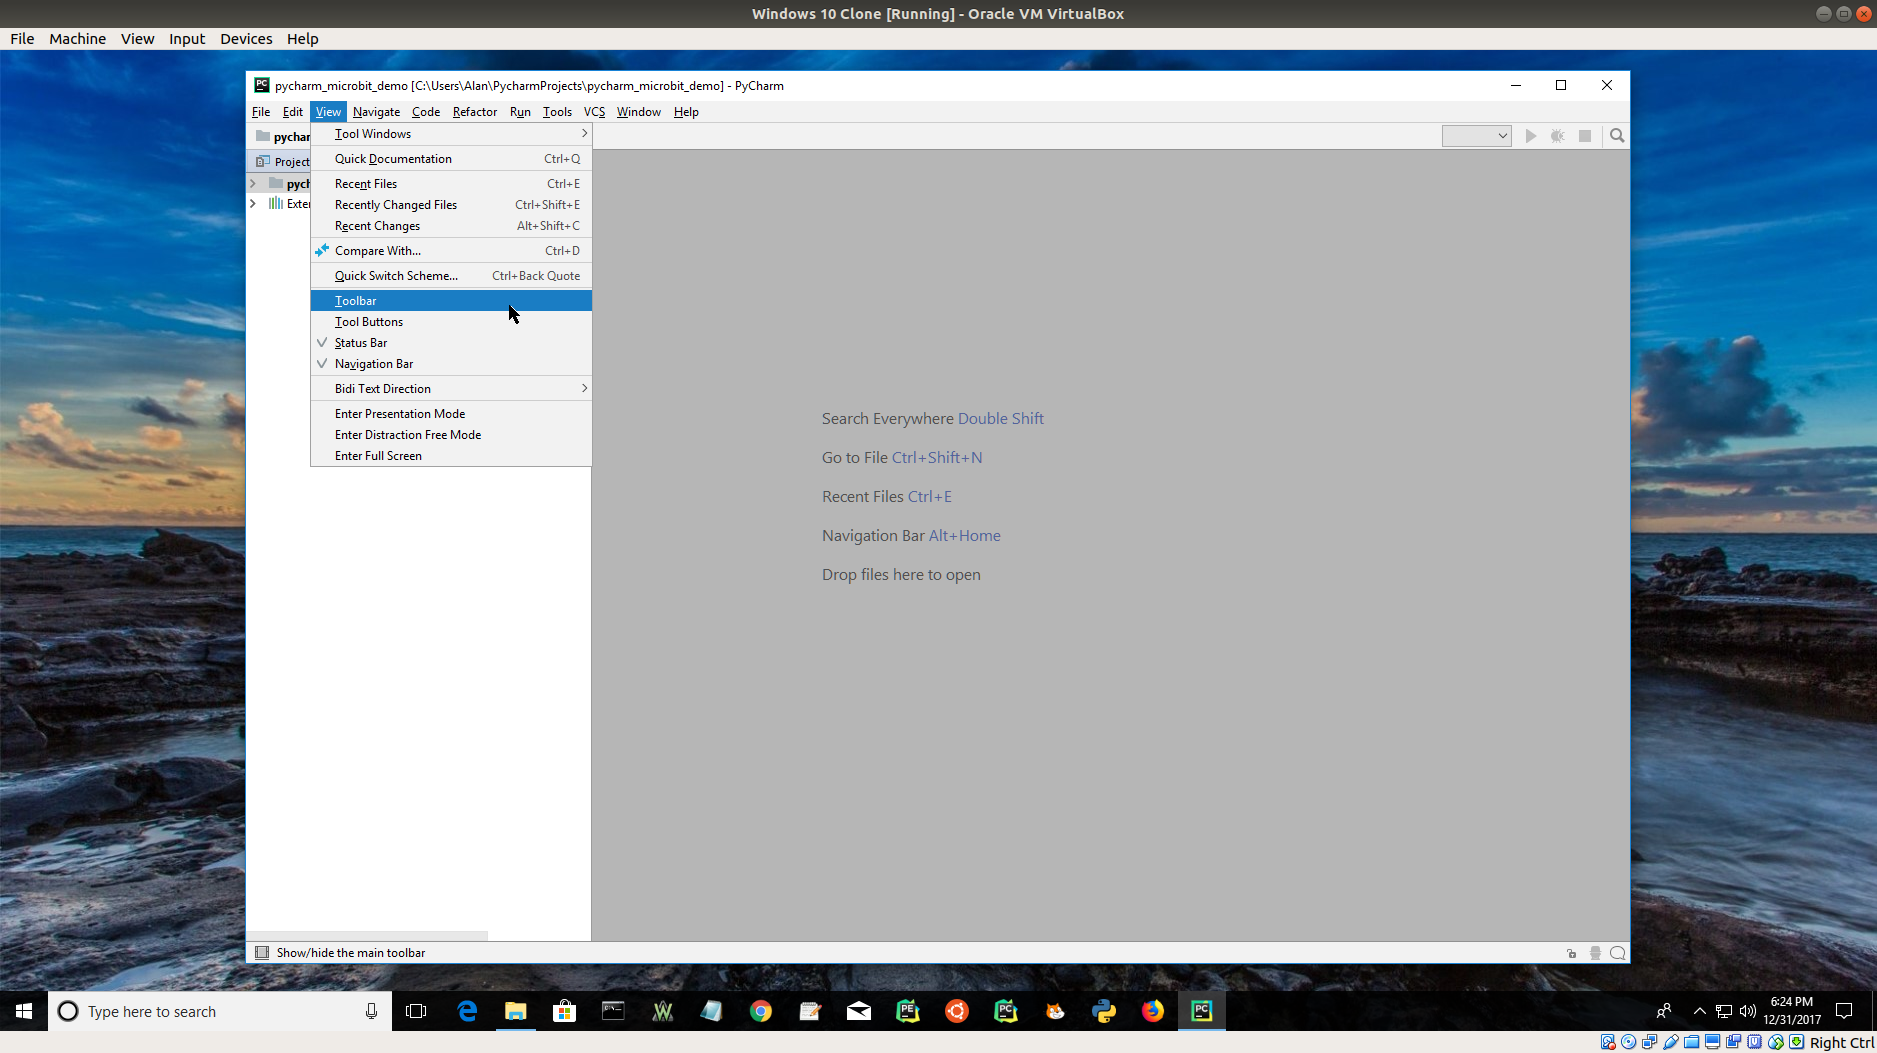 Windows 10 Clone [Running] - Oracle VM VirtualBox
File Machine View Input Devices Help
PC pycharm_microbit_demo [C:\Users\Alan\PycharmProjects\pycharm_microbit_demo] - PyCharm
File Edit View Navigate Code Refactor Run Tools VCS Window Help
pychar
Tool Windows
Project
Quick Documentation Ctrl+Q
pych
Recent Files Ctrl+E
Exter
Recently Changed Files Ctrl+Shift+E
Recent Changes Alt+Shift+C
Compare With... Ctrl+D
Quick Switch Scheme... Ctrl+Back Quote
Toolbar
Tool Buttons
Status Bar
Navigation Bar
Bidi Text Direction
Enter Presentation Mode
Enter Distraction Free Mode
Enter Full Screen
Search Everywhere Double Shift
Go to File Ctrl+Shift+N
Recent Files Ctrl+E
Navigation Bar Alt+Home
Drop files here to open
Show/hide the main toolbar
Type here to search
PE
PC
PC
6:24 PM
12/31/2017
Right Ctrl